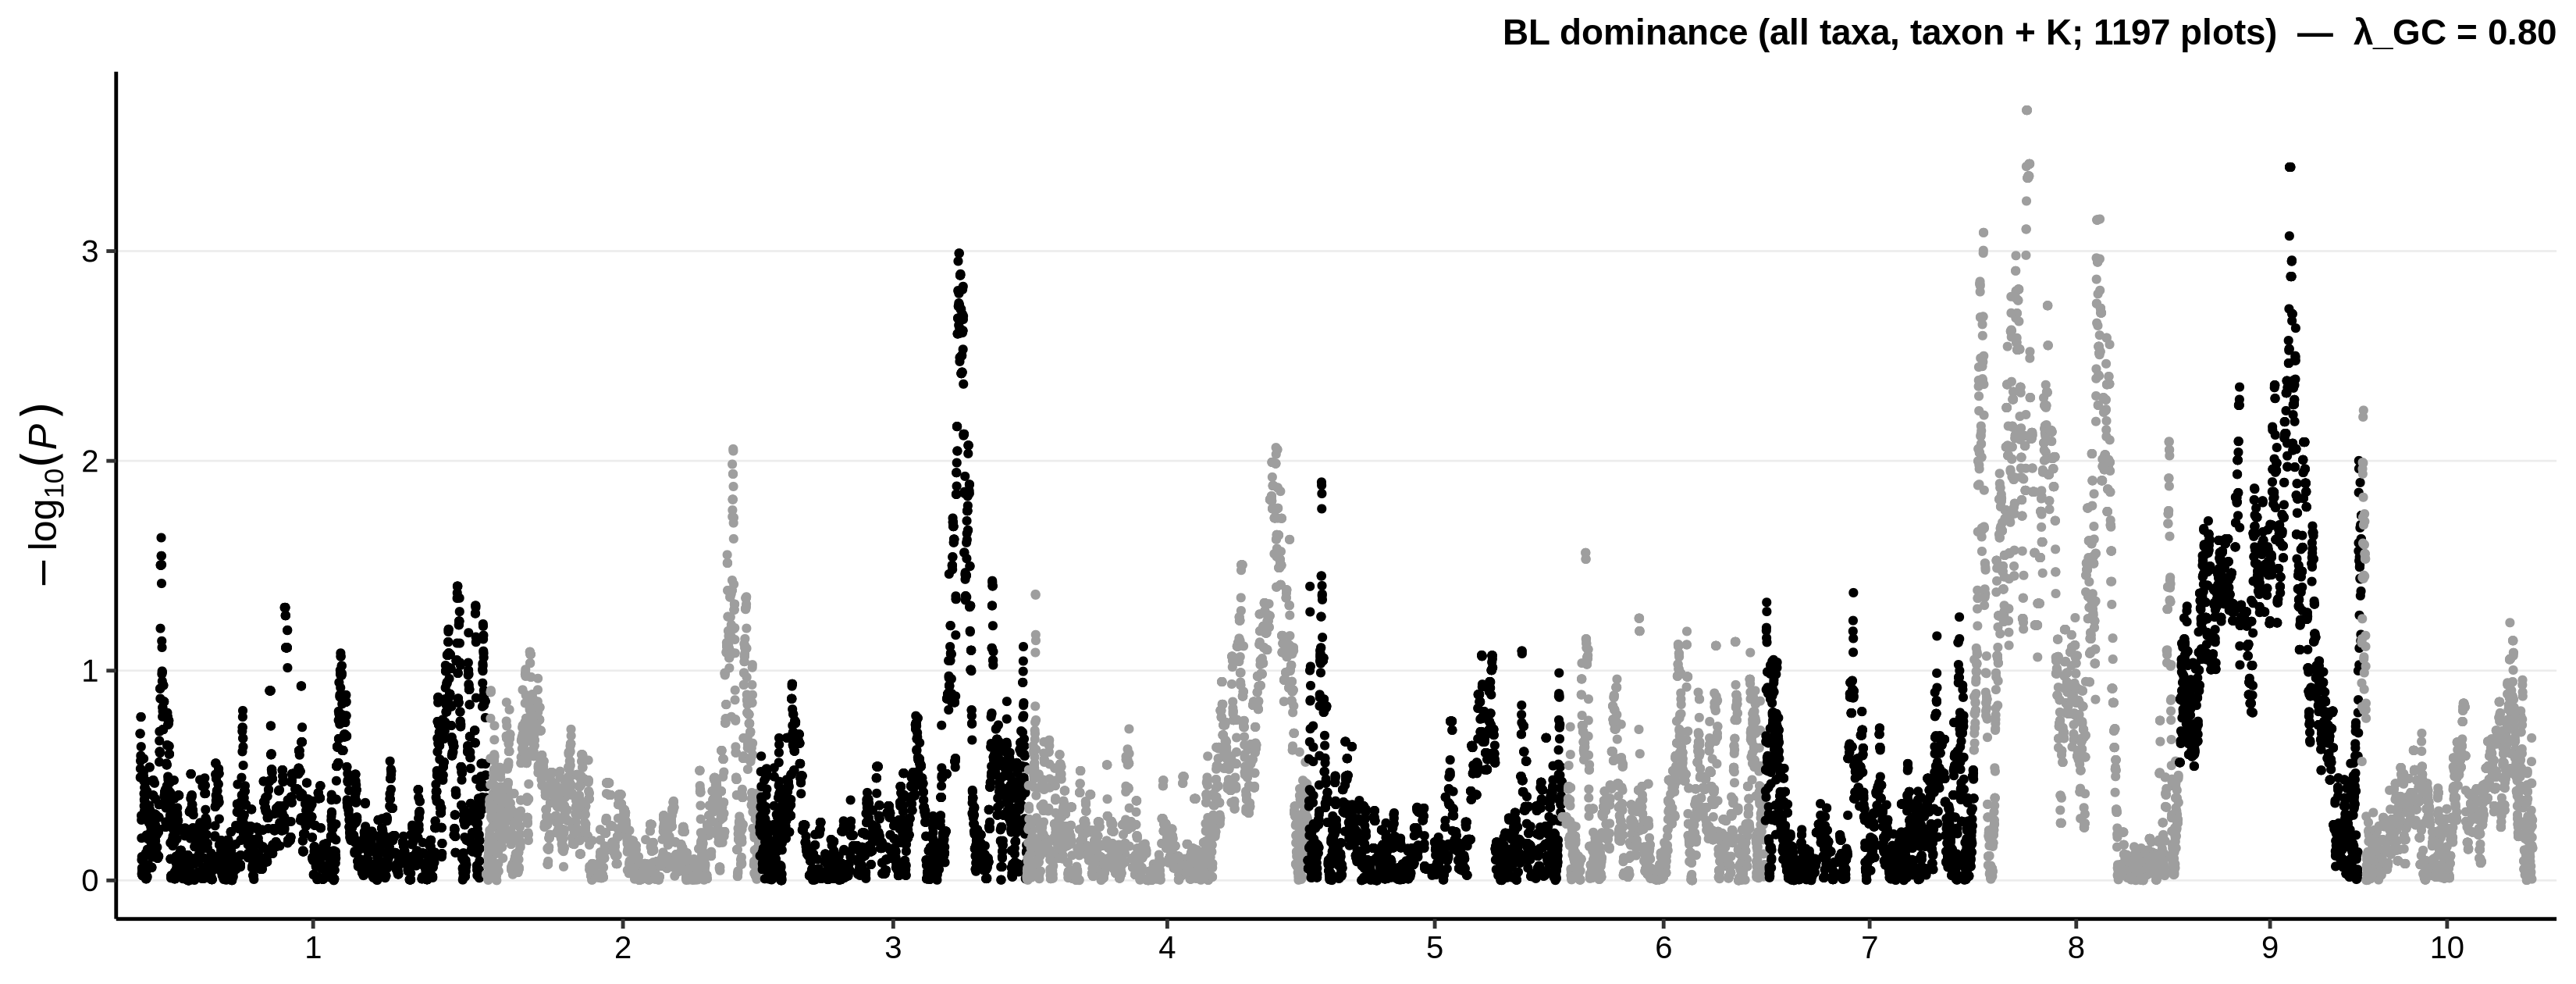 BL dominance (all taxa, taxon + K; 1197 plots) — λ_GC = 0.80
− log10(P)
3
2
1
0
1 2 3 4 5 6 7 8 9 10